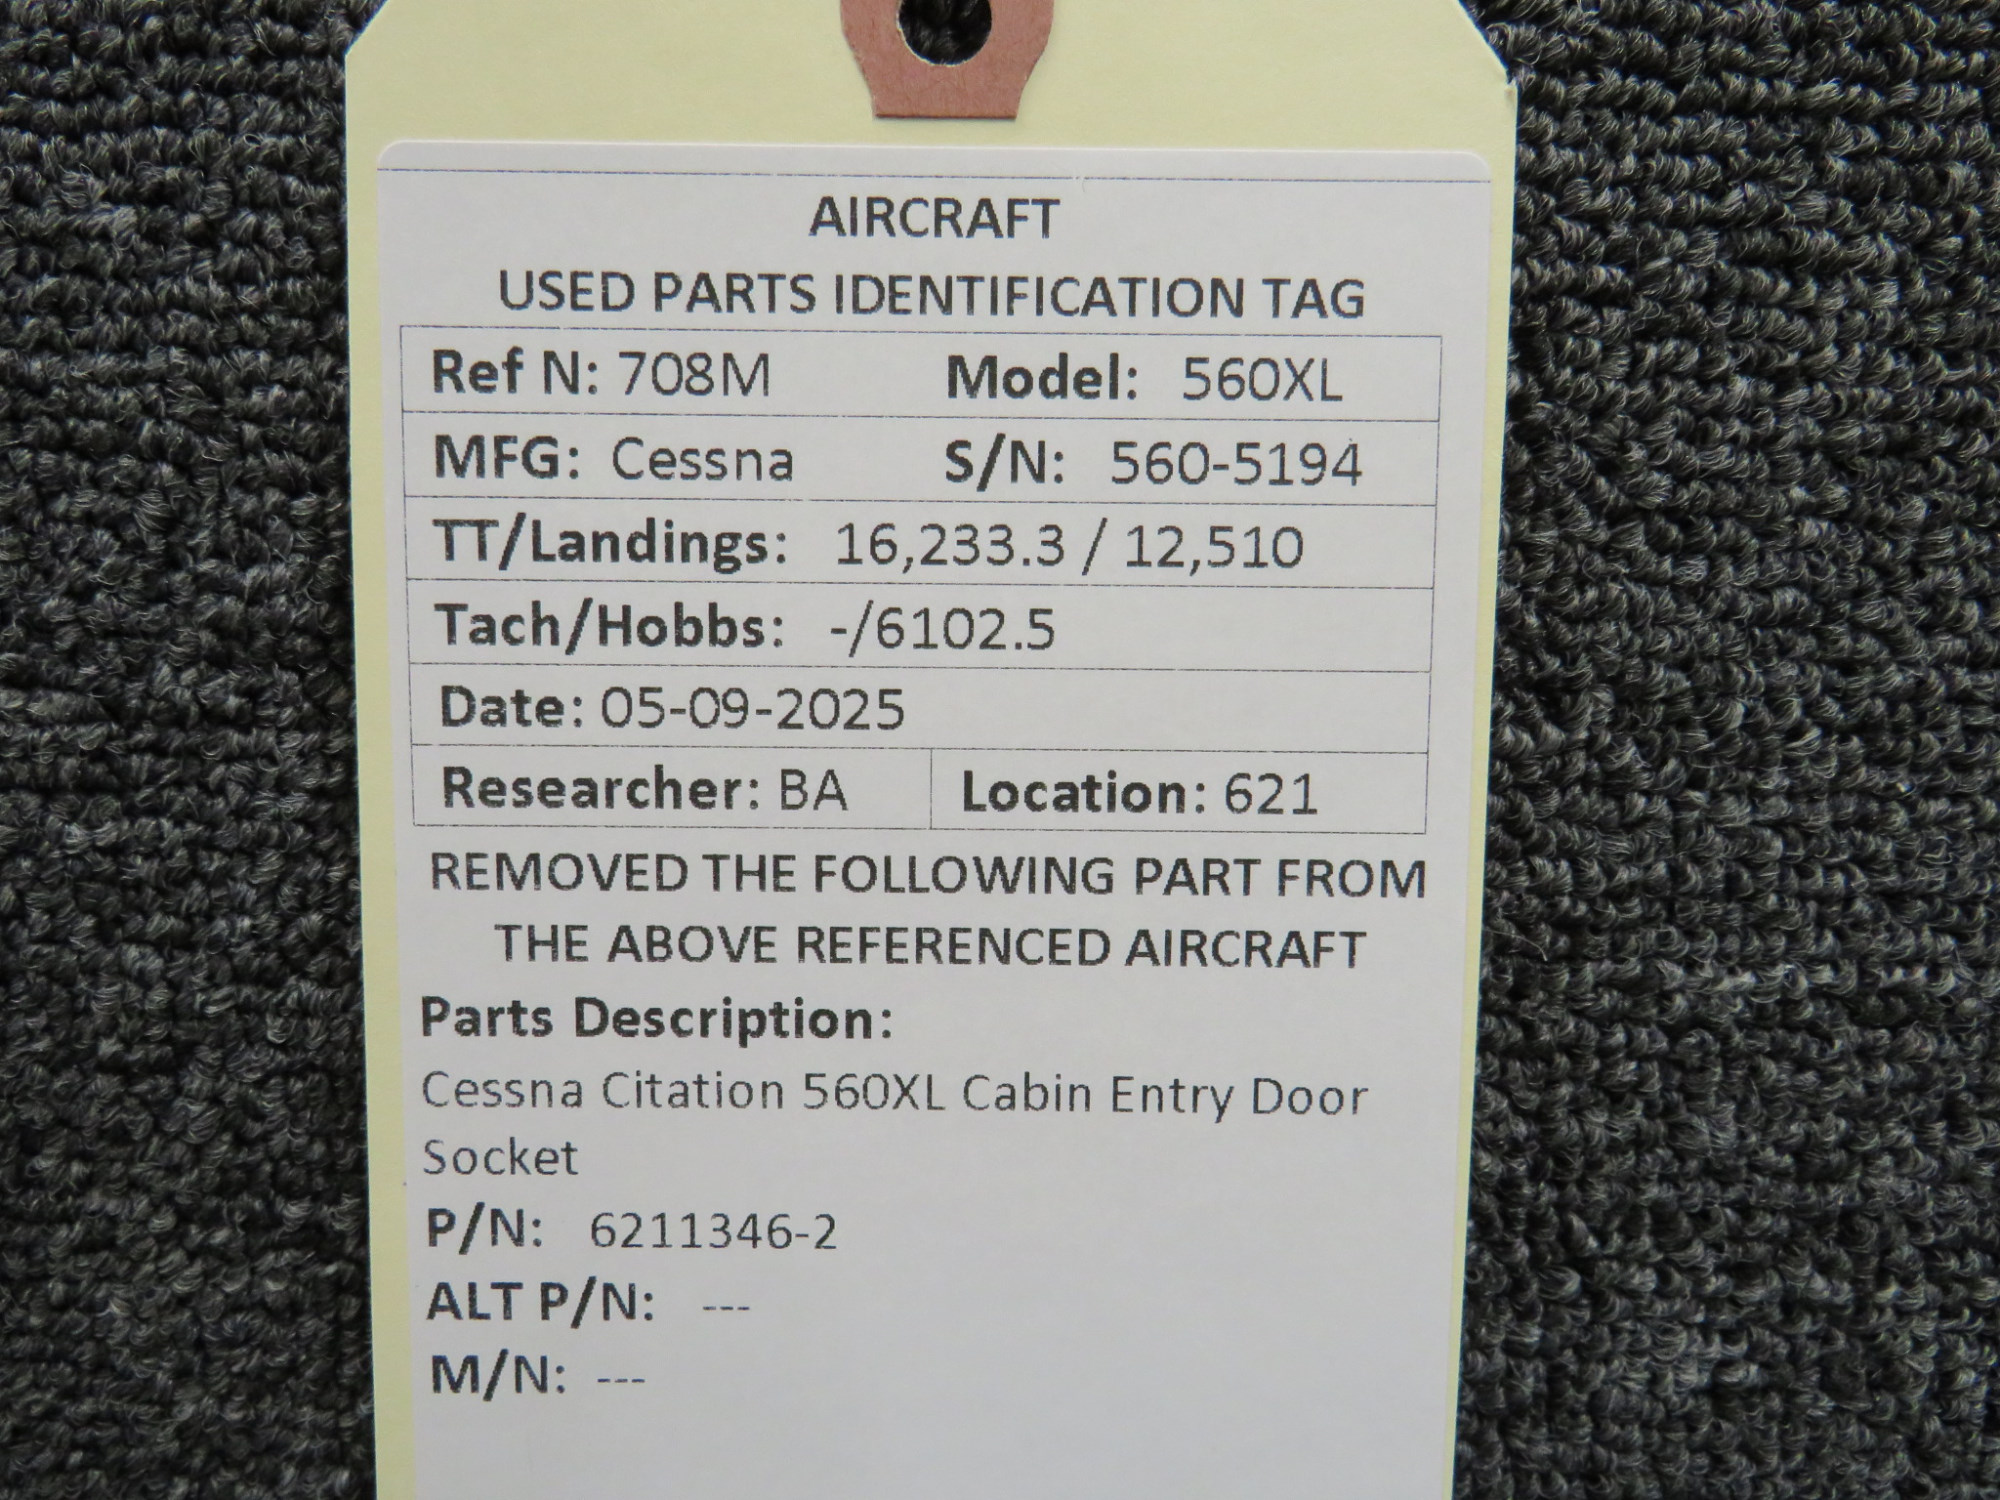 AIRCRAFT
USED PARTS IDENTIFICATION TAG
Ref N: 708M Model: 560XL
MFG: Cessna S/N: 560-5194
TT/Landings: 16,233.3 / 12,510
Tach/Hobbs: -/6102.5
Date: 05-09-2025
Researcher: BA Location: 621
REMOVED THE FOLLOWING PART FROM
THE ABOVE REFERENCED AIRCRAFT
Parts Description:
Cessna Citation 560XL Cabin Entry Door
Socket
P/N: 6211346-2
ALT P/N: ---
M/N: ---